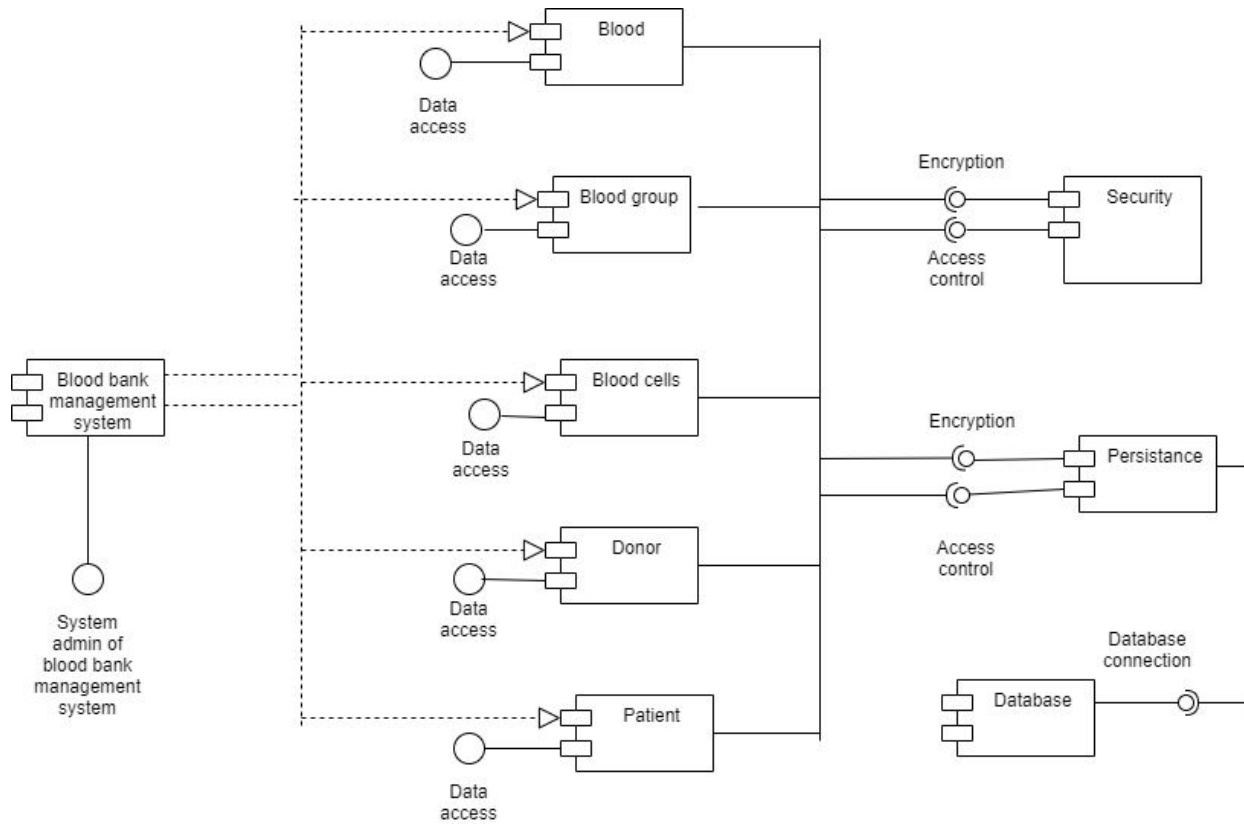 Blood
Data
access
Blood group
Data
access
Encryption
Security
Access
control
Blood bank
management
system
Blood cells
Data
access
Encryption
Persistance
Access
control
Donor
Data
access
System
admin of
blood bank
management
system
Patient
Data
access
Database
connection
Database